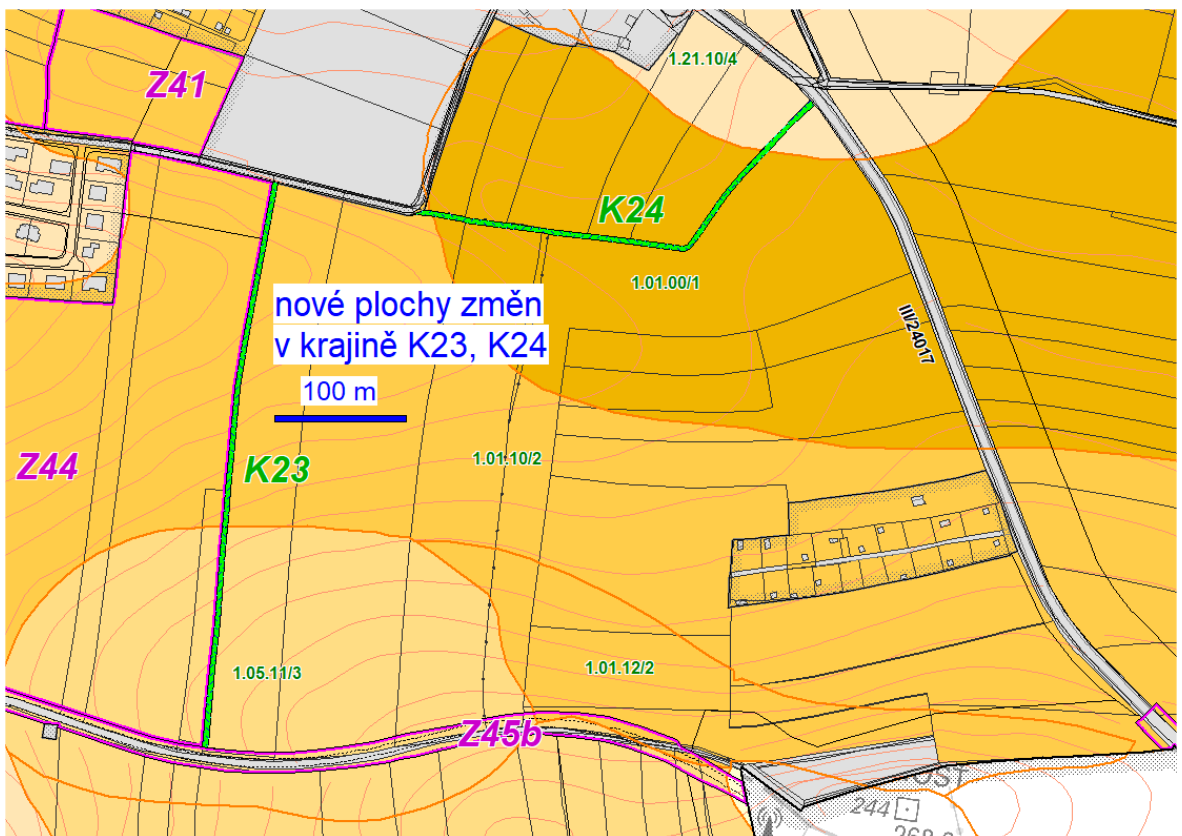 1.21.10/4
Z41
K24
1.01.00/1
nové plochy změn
v krajině K23, K24
III/24017
100 m
Z44
K23
1.01.10/2
1.05.11/3
1.01.12/2
Z45b
244